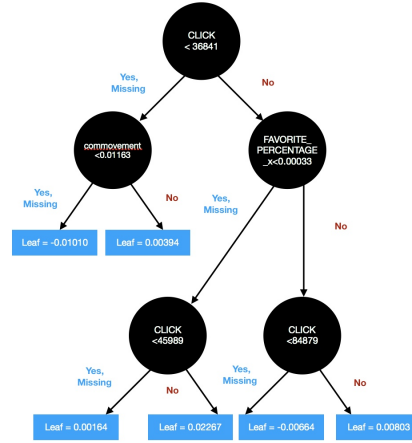 CLICK
< 36841
Yes,
Missing
No
commovement
<0.01163
FAVORITE_
PERCENTAGE
_x<0.00033
Yes,
Missing
No
Yes,
Missing
No
Leaf = -0.01010
Leaf = 0.00394
CLICK
<45989
CLICK
<84879
Yes,
Missing
No
Yes,
Missing
No
Leaf = 0.00164
Leaf = 0.02267
Leaf = -0.00664
Leaf = 0.00803